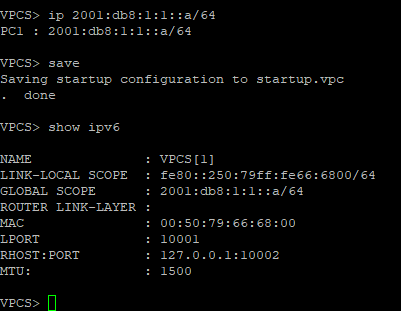 VPCS> ip 2001:db8:1:1::a/64
PC1 : 2001:db8:1:1::a/64
VPCS> save
Saving startup configuration to startup.vpc
.  done
VPCS> show ipv6
NAME              : VPCS[1]
LINK-LOCAL SCOPE  : fe80::250:79ff:fe66:6800/64
GLOBAL SCOPE      : 2001:db8:1:1::a/64
ROUTER LINK-LAYER :
MAC               : 00:50:79:66:68:00
LPORT             : 10001
RHOST:PORT        : 127.0.0.1:10002
MTU:              : 1500
VPCS>